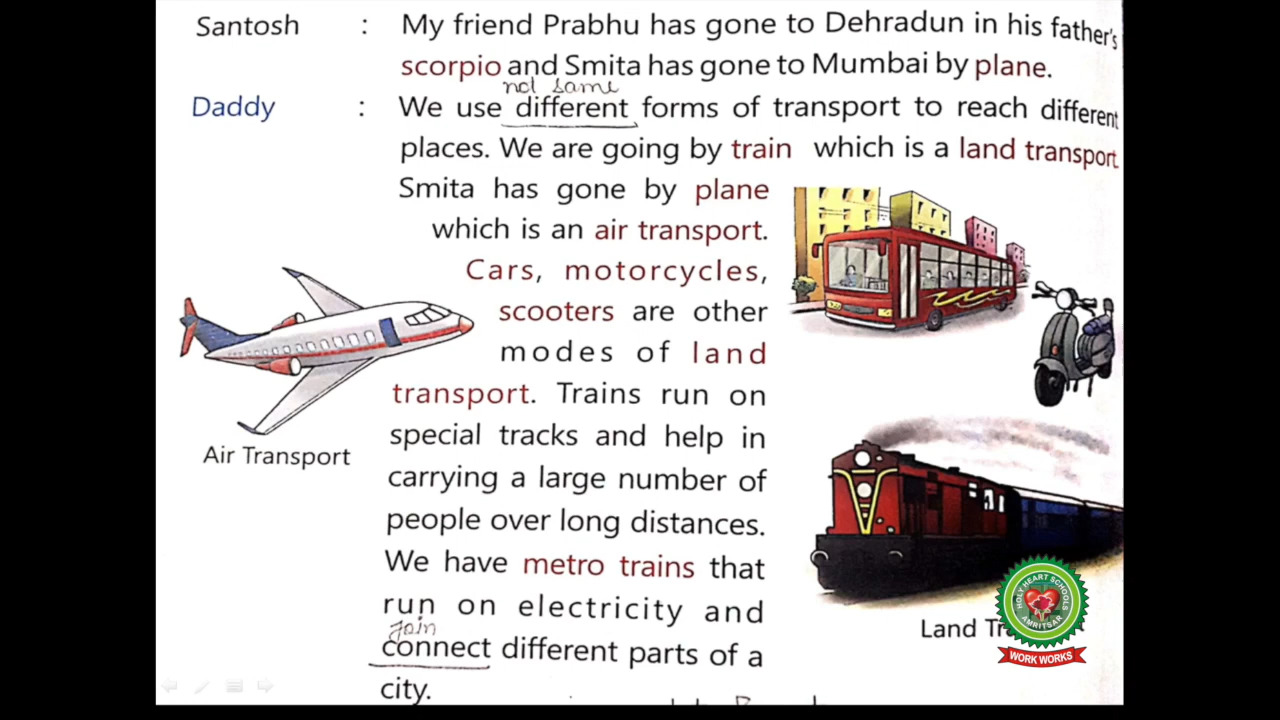 Santosh : My friend Prabhu has gone to Dehradun in his father's
scorpio and Smita has gone to Mumbai by plane.
not same
Daddy : We use different forms of transport to reach different
places. We are going by train which is a land transport
Smita has gone by plane
which is an air transport.
Cars, motorcycles,
scooters are other
modes of land
transport. Trains run on
special tracks and help in
carrying a large number of
people over long distances.
We have metro trains that
run on electricity and
Join
connect different parts of a
city.
Air Transport
Land
HOLY HEART SCHOOLS
AMRITSAR
WORK WORKS